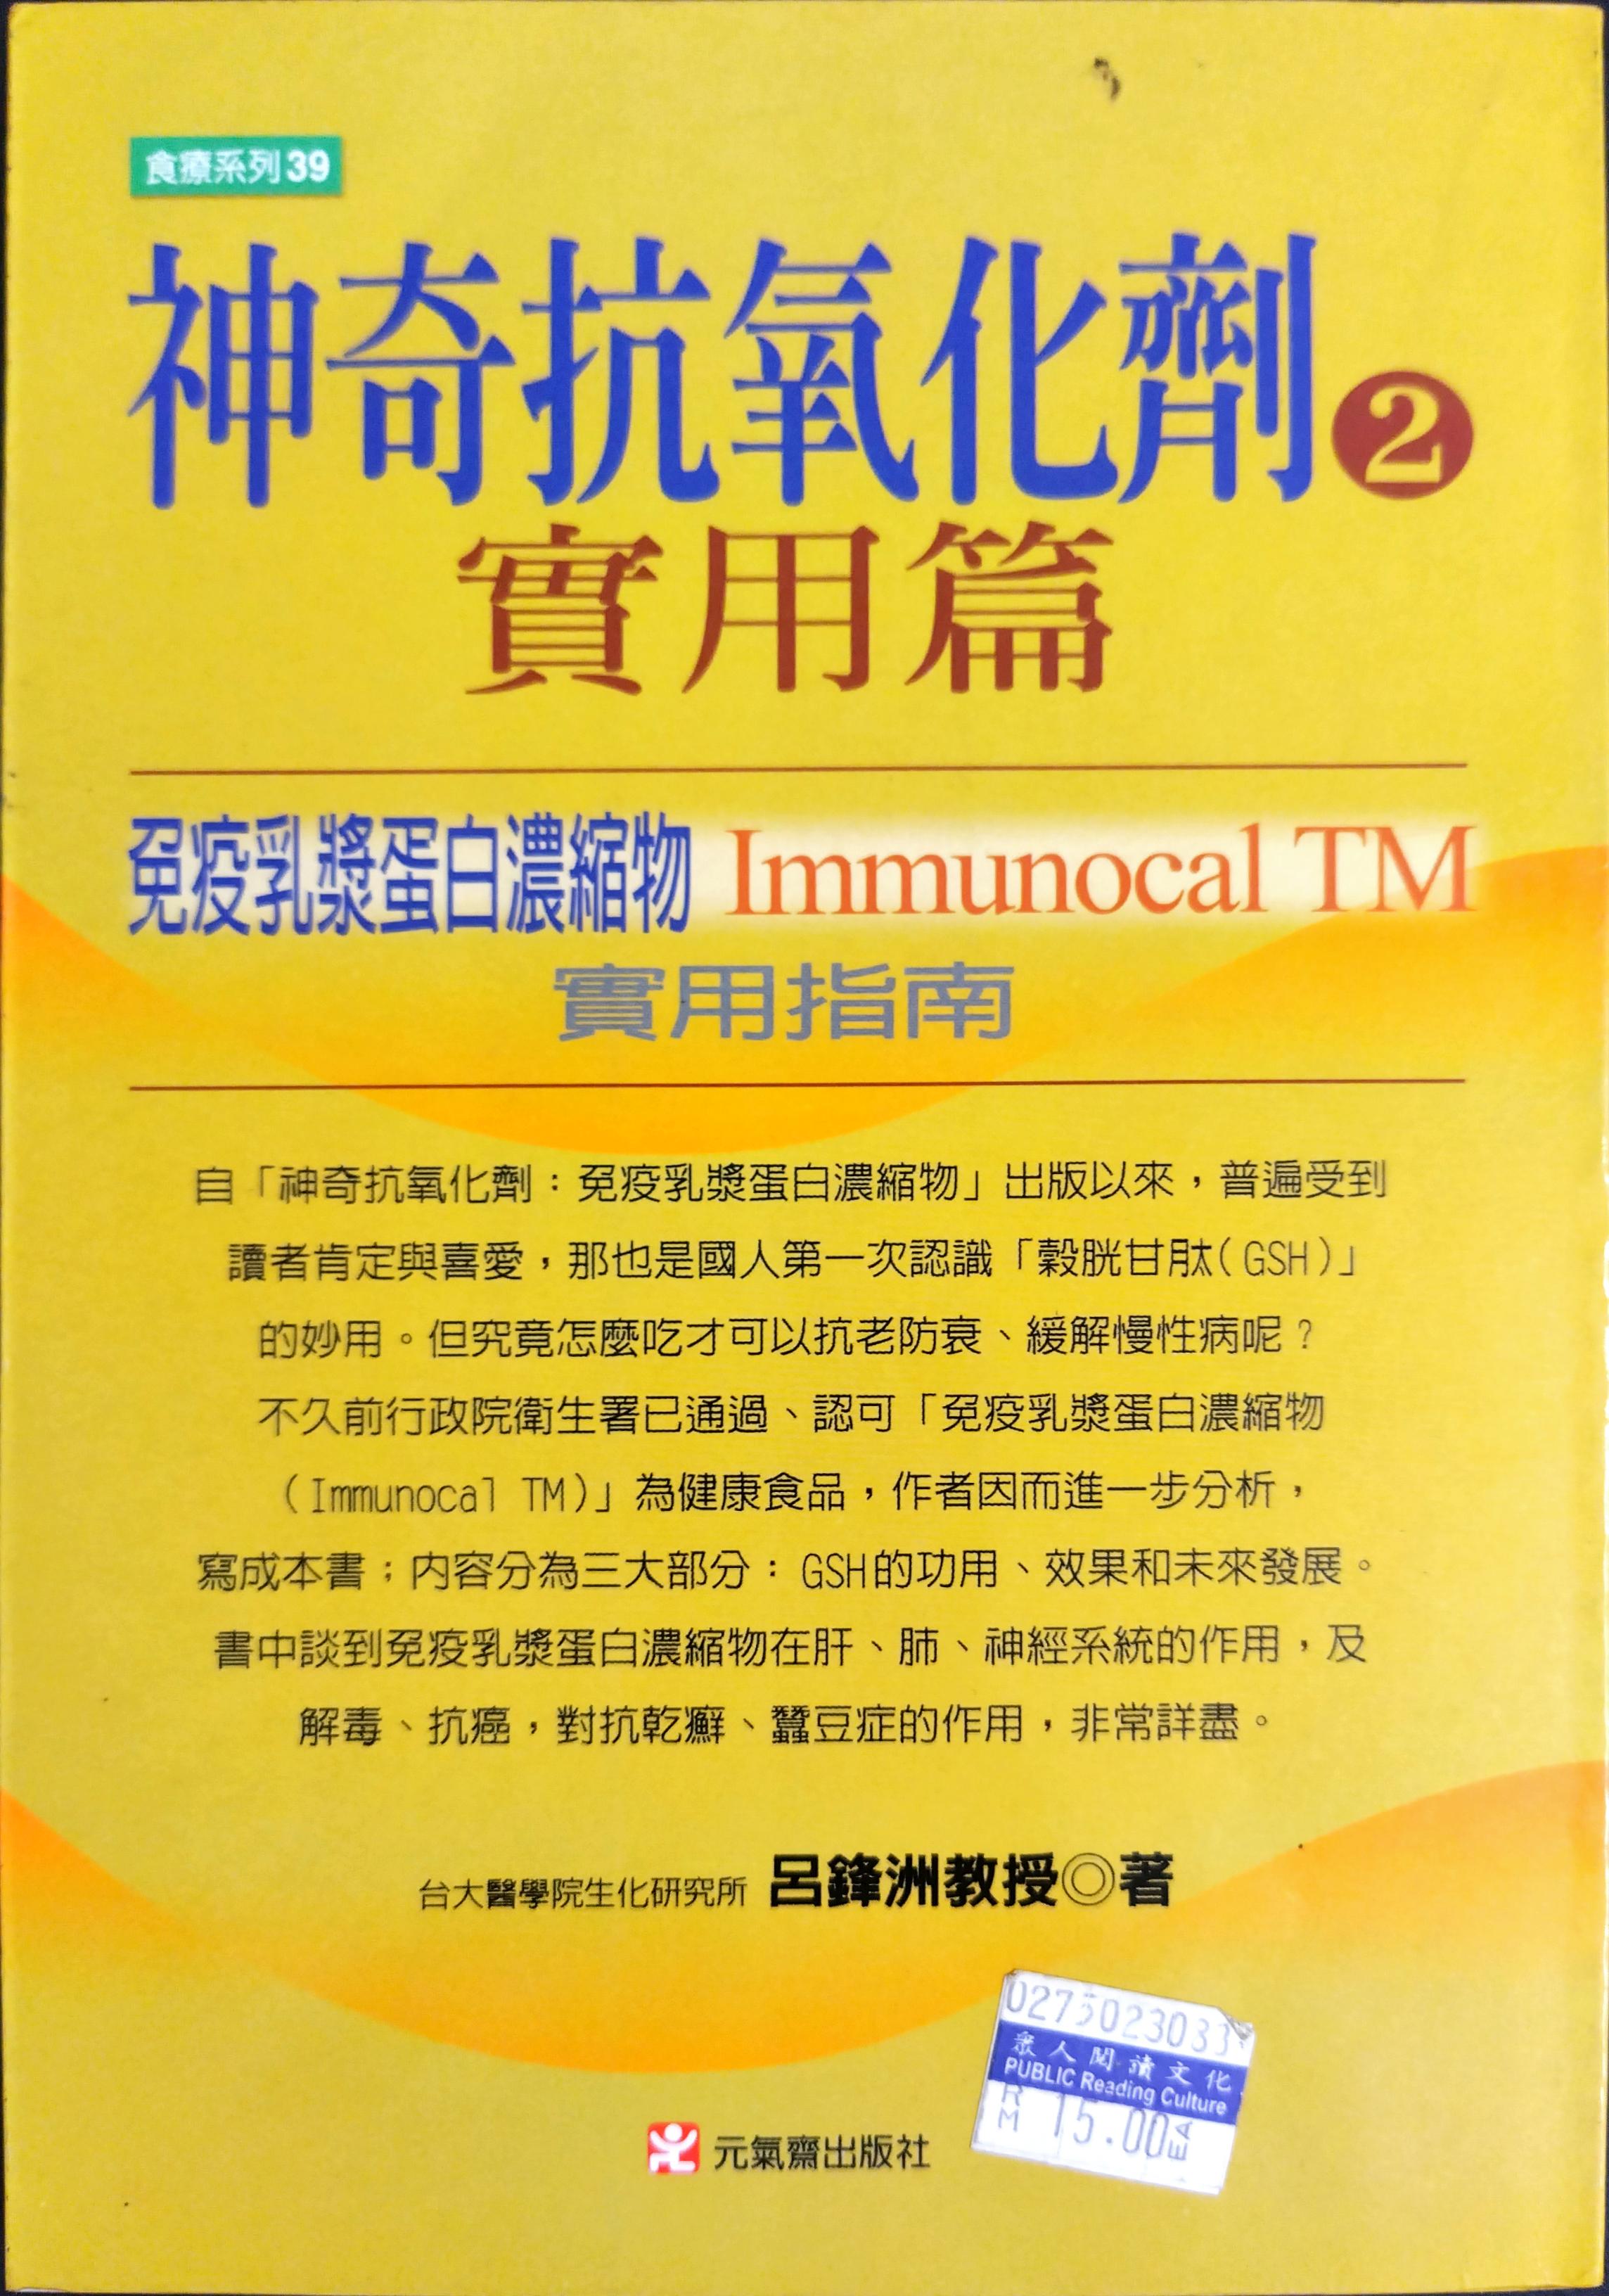 食療系列39
神奇抗氧化劑2
實用篇
免疫乳漿蛋白濃縮物 Immunocal TM
實用指南
自「神奇抗氧化劑：免疫乳漿蛋白濃縮物」出版以來，普遍受到
讀者肯定與喜愛，那也是國人第一次認識「穀胱甘肽(GSH)」
的妙用。但究竟怎麼吃才可以抗老防衰、緩解慢性病呢？
不久前行政院衛生署已通過、認可「免疫乳漿蛋白濃縮物
(Immunocal TM)」為健康食品，作者因而進一步分析，
寫成本書；內容分為三大部分：GSH的功用、效果和未來發展。
書中談到免疫乳漿蛋白濃縮物在肝、肺、神經系統的作用，及
解毒、抗癌，對抗乾癬、蠶豆症的作用，非常詳盡。
台大醫學院生化研究所 呂鋒洲教授◎著
元氣齋出版社
0275023033
眾人閱讀文化
PUBLIC Reading Culture
RM 15.00EA